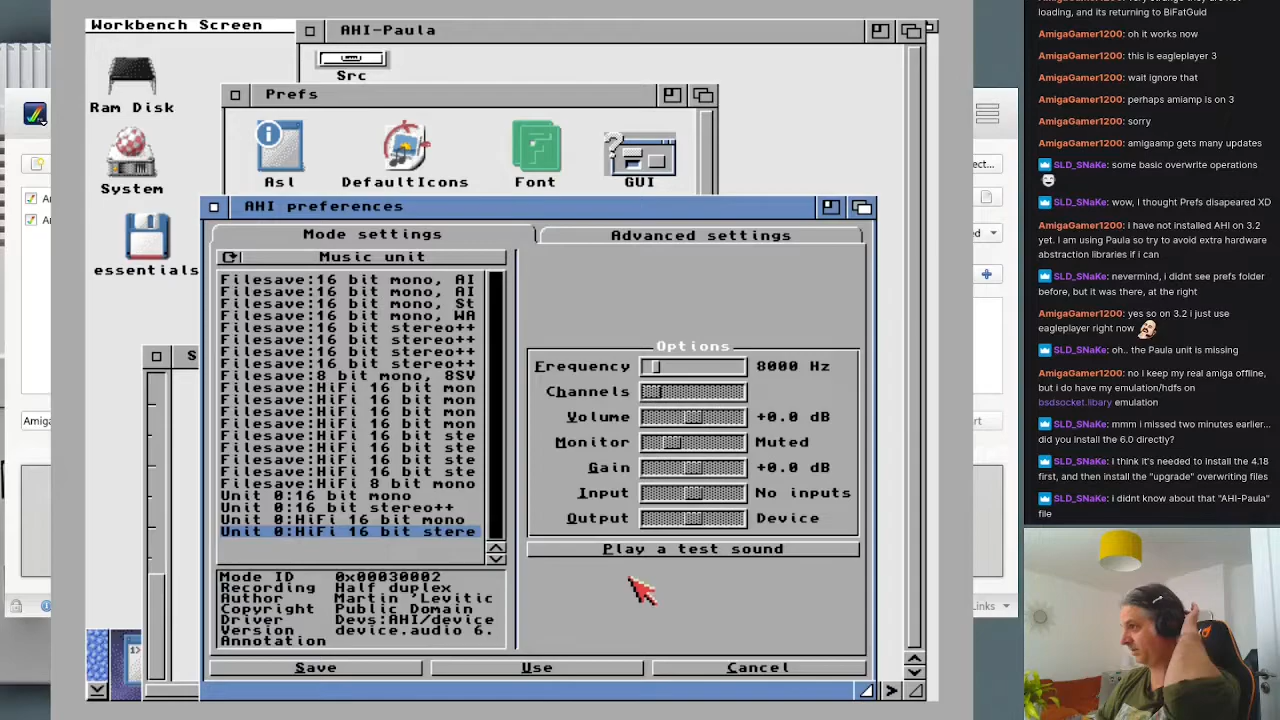 Workbench Screen
AHI-Paula
Src
Ram Disk
Prefs
Asl
DefaultIcons
Font
GUI
System
essentials
AHI preferences
Mode settings
Advanced settings
Music unit
Filesave:16 bit mono, AI
Filesave:16 bit mono, AI
Filesave:16 bit mono, St
Filesave:16 bit mono, WA
Filesave:16 bit stereo++
Filesave:16 bit stereo++
Filesave:16 bit stereo++
Filesave:16 bit stereo++
Filesave:8 bit mono, 8SV
Filesave:HiFi 16 bit mon
Filesave:HiFi 16 bit mon
Filesave:HiFi 16 bit mon
Filesave:HiFi 16 bit mon
Filesave:HiFi 16 bit ste
Filesave:HiFi 16 bit ste
Filesave:HiFi 16 bit ste
Filesave:HiFi 8 bit mono
Unit 0:16 bit mono
Unit 0:16 bit stereo++
Unit 0:HiFi 16 bit mono
Unit 0:HiFi 16 bit stere
Mode ID 0x00030002
Recording Half duplex
Author Martin 'Levitic
Copyright Public Domain
Driver Devs:AHI/device
Version device.audio 6.
Annotation
Options
Frequency 8000 Hz
Channels
Volume +0.0 dB
Monitor Muted
Gain +0.0 dB
Input No inputs
Output Device
Play a test sound
Save
Use
Cancel
S
Amiga
ect...
ed
rt
Links
loading, and its returning to BiFatGuid
AmigaGamer1200: oh it works now
AmigaGamer1200: this is eagleplayer 3
AmigaGamer1200: wait ignore that
AmigaGamer1200: perhaps amiamp is on 3
AmigaGamer1200: sorry
AmigaGamer1200: amigaamp get many updates
SLD_SNaKe: some basic overwrite operations
SLD_SNaKe: wow, I thought Prefs disapeared XD
AmigaGamer1200: i have not installed AHI on 3.2
yet. I am using Paula so try to avoid extra hardware
abstraction libraries if i can
SLD_SNaKe: nevermind, i didnt see prefs folder
before, but it was there, at the right
AmigaGamer1200: yes so on 3.2 i just use
eagleplayer right now
SLD_SNaKe: oh.. the Paula unit is missing
AmigaGamer1200: no i keep my real amiga offline,
but i do have my emulation/hdfs on
bsdsocket.libary emulation
SLD_SNaKe: mmm i missed two minutes earlier...
did you install the 6.0 directly?
SLD_SNaKe: I think it's needed to install the 4.18
first, and then install the "upgrade" overwriting files
SLD_SNaKe: i didnt know about that "AHI-Paula"
file